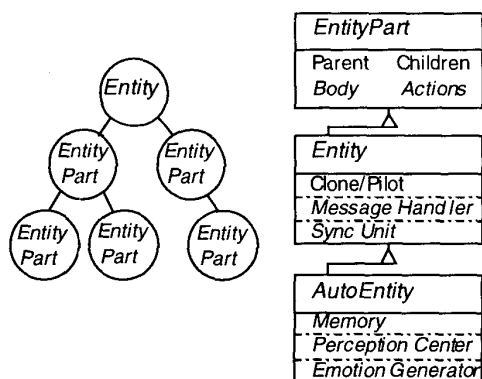 Entity
Entity
Part
Entity
Part
Entity
Part
Entity
Part
Entity
Part
EntityPart
Parent Children
Body Actions
Entity
Clone/Pilot
Message Handler
Sync Unit
AutoEntity
Memory
Perception Center
Emotion Generator